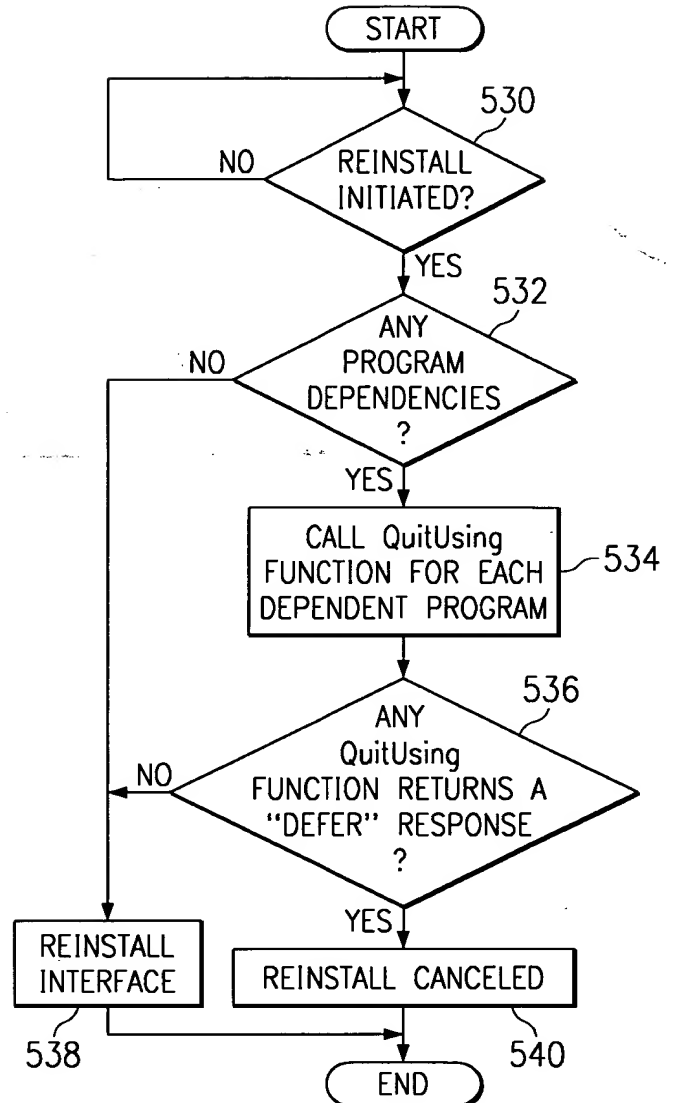 START
530
NO
REINSTALL
INITIATED?
YES
532
NO
ANY
PROGRAM
DEPENDENCIES
?
YES
CALL QuitUsing
FUNCTION FOR EACH
DEPENDENT PROGRAM
534
536
ANY
QuitUsing
FUNCTION RETURNS A
"DEFER" RESPONSE
?
NO
YES
REINSTALL
INTERFACE
REINSTALL CANCELED
538
540
END